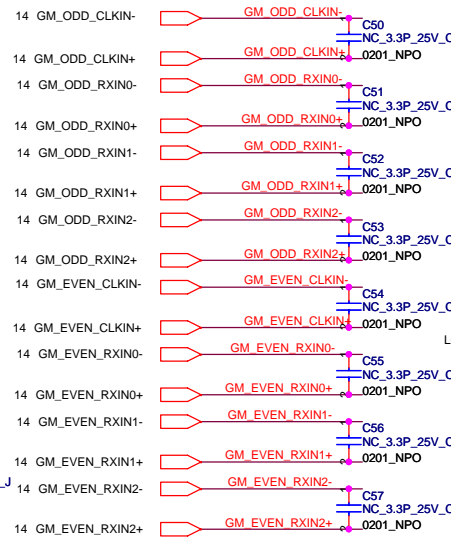 14 GM_ODD_CLKIN- GM_ODD_CLKIN-
C50
NC_3.3P_25V_C
14 GM_ODD_CLKIN+ GM_ODD_CLKIN+ 0201_NPO
14 GM_ODD_RXIN0- GM_ODD_RXIN0-
C51
NC_3.3P_25V_C
14 GM_ODD_RXIN0+ GM_ODD_RXIN0+ 0201_NPO
14 GM_ODD_RXIN1- GM_ODD_RXIN1-
C52
NC_3.3P_25V_C
14 GM_ODD_RXIN1+ GM_ODD_RXIN1+ 0201_NPO
14 GM_ODD_RXIN2- GM_ODD_RXIN2-
C53
NC_3.3P_25V_C
14 GM_ODD_RXIN2+ GM_ODD_RXIN2+ 0201_NPO
14 GM_EVEN_CLKIN- GM_EVEN_CLKIN-
C54
NC_3.3P_25V_C
14 GM_EVEN_CLKIN+ GM_EVEN_CLKIN+ 0201_NPO
L
14 GM_EVEN_RXIN0- GM_EVEN_RXIN0-
C55
NC_3.3P_25V_C
14 GM_EVEN_RXIN0+ GM_EVEN_RXIN0+ 0201_NPO
14 GM_EVEN_RXIN1- GM_EVEN_RXIN1-
C56
NC_3.3P_25V_C
14 GM_EVEN_RXIN1+ GM_EVEN_RXIN1+ 0201_NPO
_J 14 GM_EVEN_RXIN2- GM_EVEN_RXIN2-
C57
NC_3.3P_25V_C
14 GM_EVEN_RXIN2+ GM_EVEN_RXIN2+ 0201_NPO